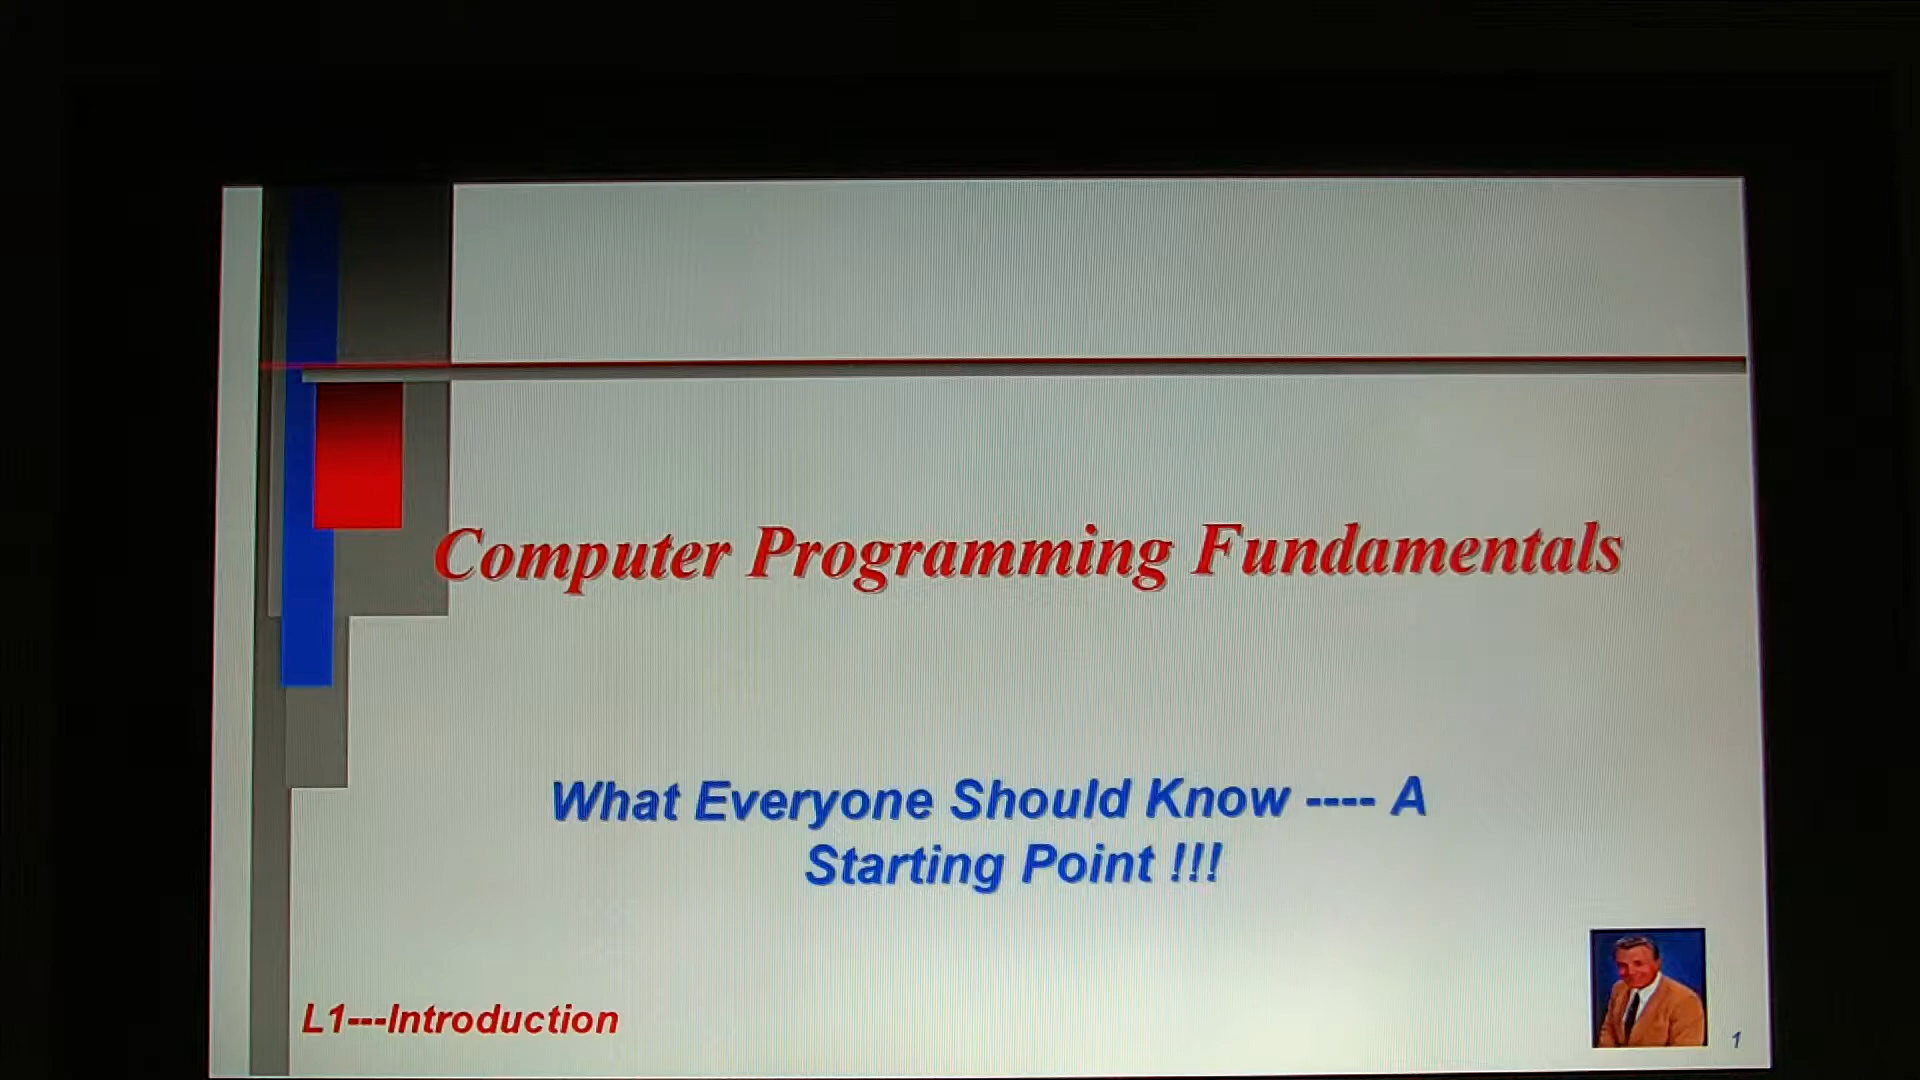 Computer Programming Fundamentals
What Everyone Should Know ---- A
Starting Point !!!
L1---Introduction
1